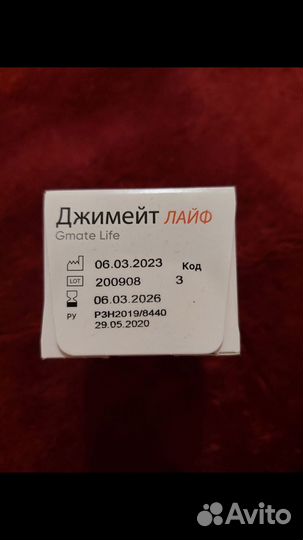 Джимейт ЛАЙФ
Gmate Life
06.03.2023 Код
LOT 200908 3
06.03.2026
РУ РЗН2019/8440
29.05.2020
Avito